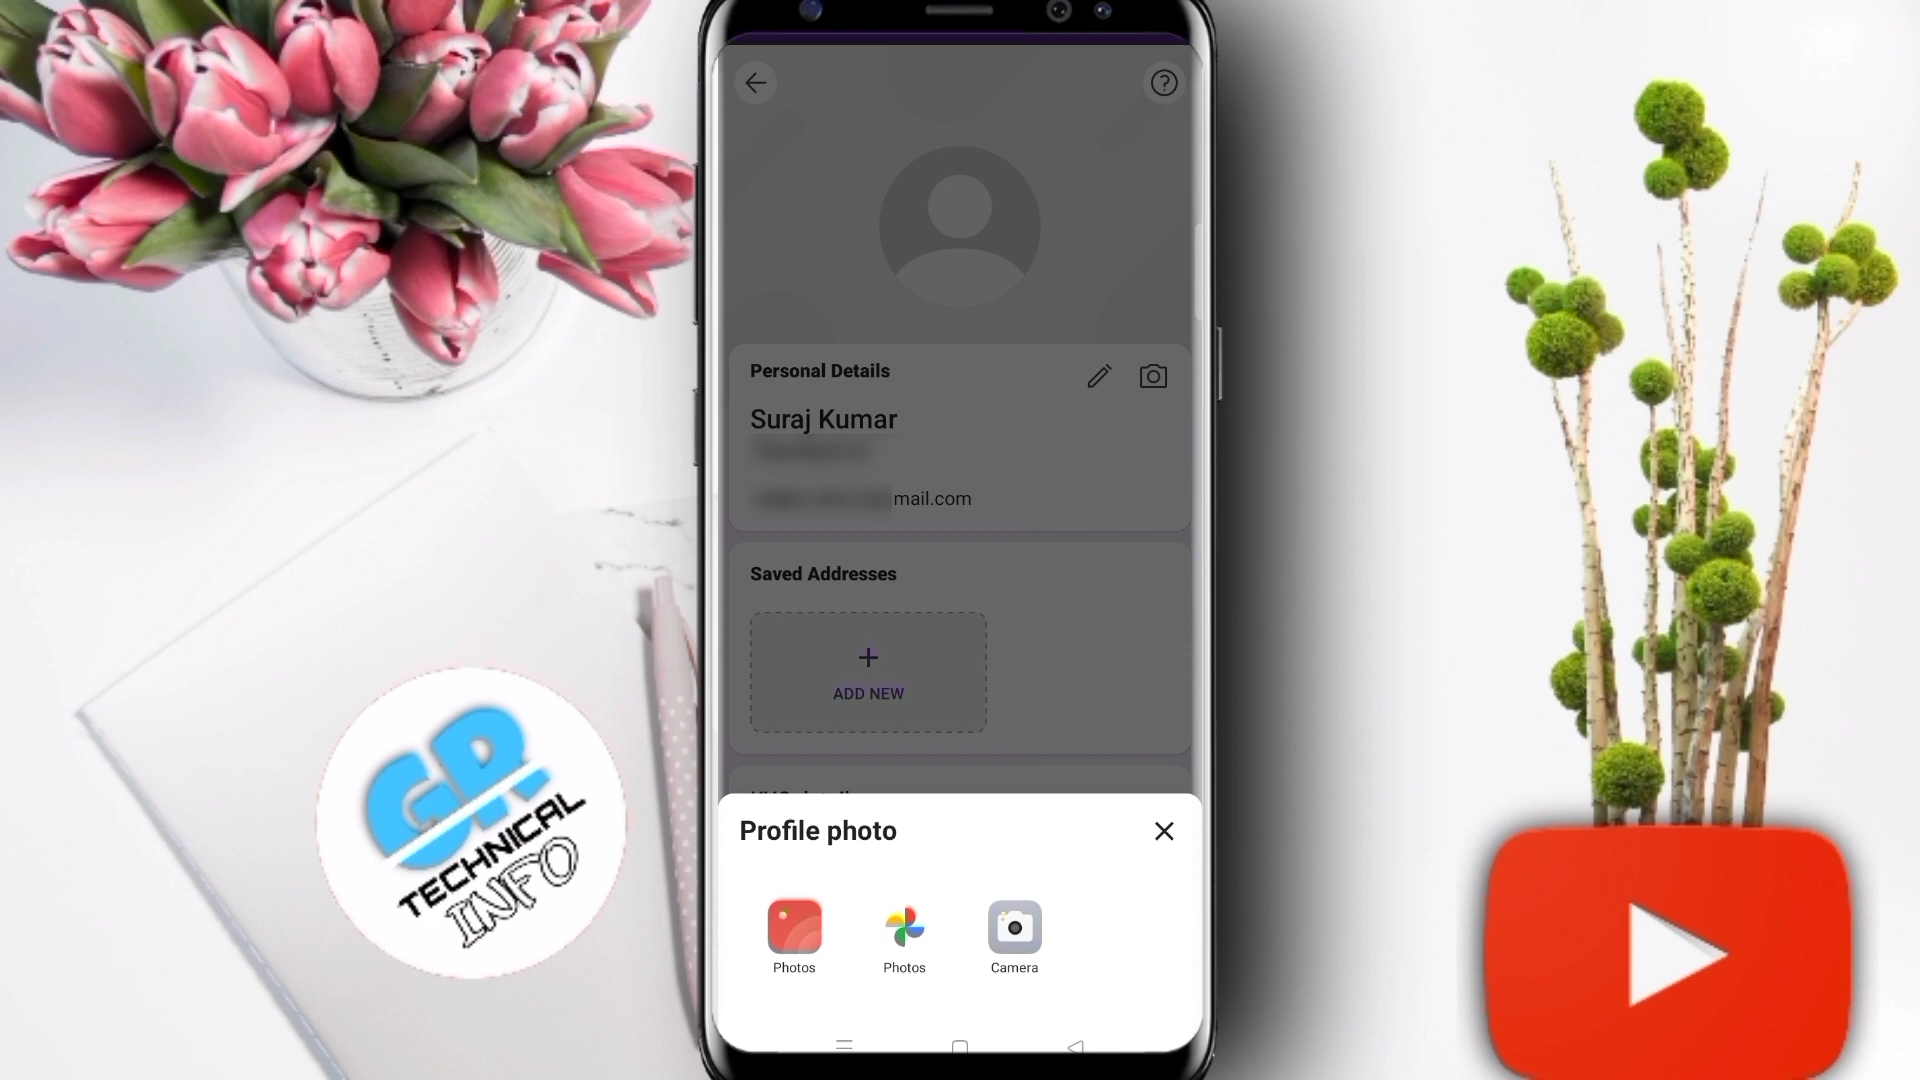 Personal Details
Suraj Kumar
mail.com
Saved Addresses
+
ADD NEW
Profile photo
Photos
Photos
Camera
GR
TECHNICAL
INFO